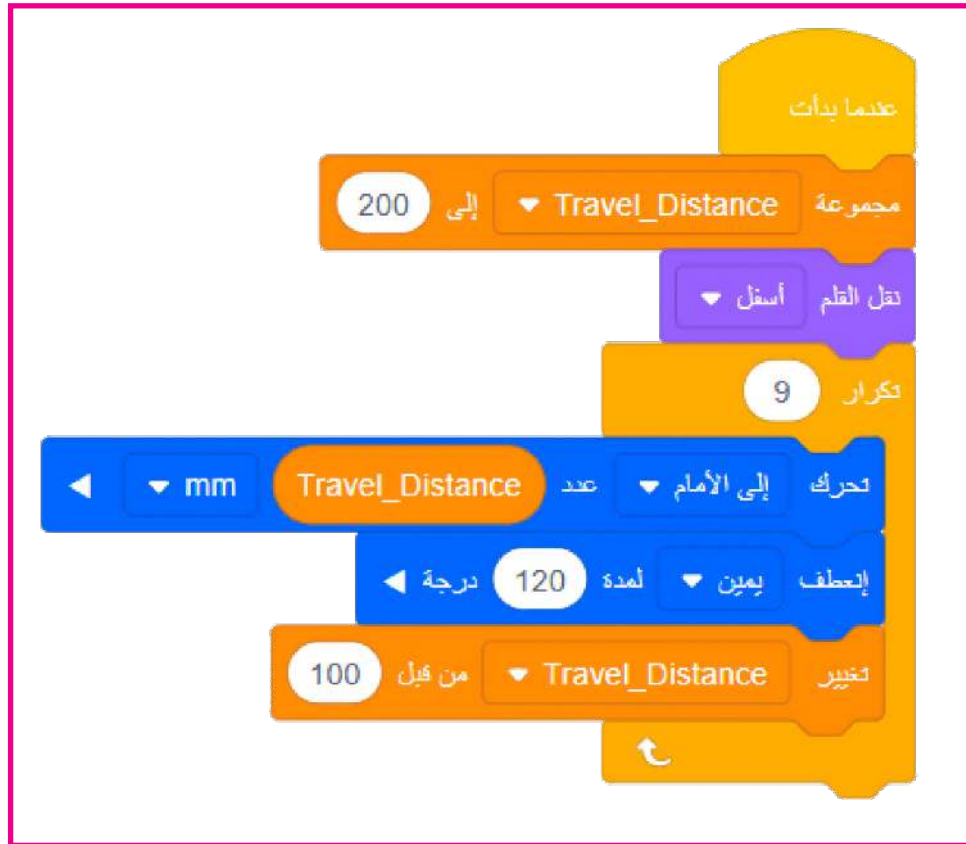 عندما بدأت
مجموعة Travel_Distance إلى 200
نقل القلم أسفل
تكرار 9
تحرك إلى الأمام عدد Travel_Distance mm
إنعطف يمين لمدة 120 درجة
تغيير Travel_Distance من قبل 100